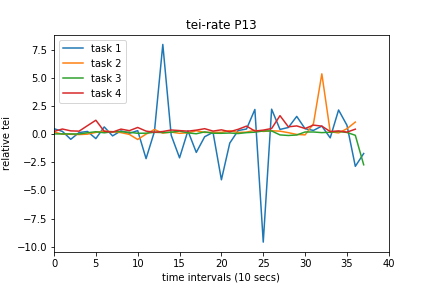 tei-rate P13
relative tei
7.5
5.0
2.5
0.0
−2.5
−5.0
−7.5
−10.0
task 1
task 2
task 3
task 4
0 5 10 15 20 25 30 35 40
time intervals (10 secs)